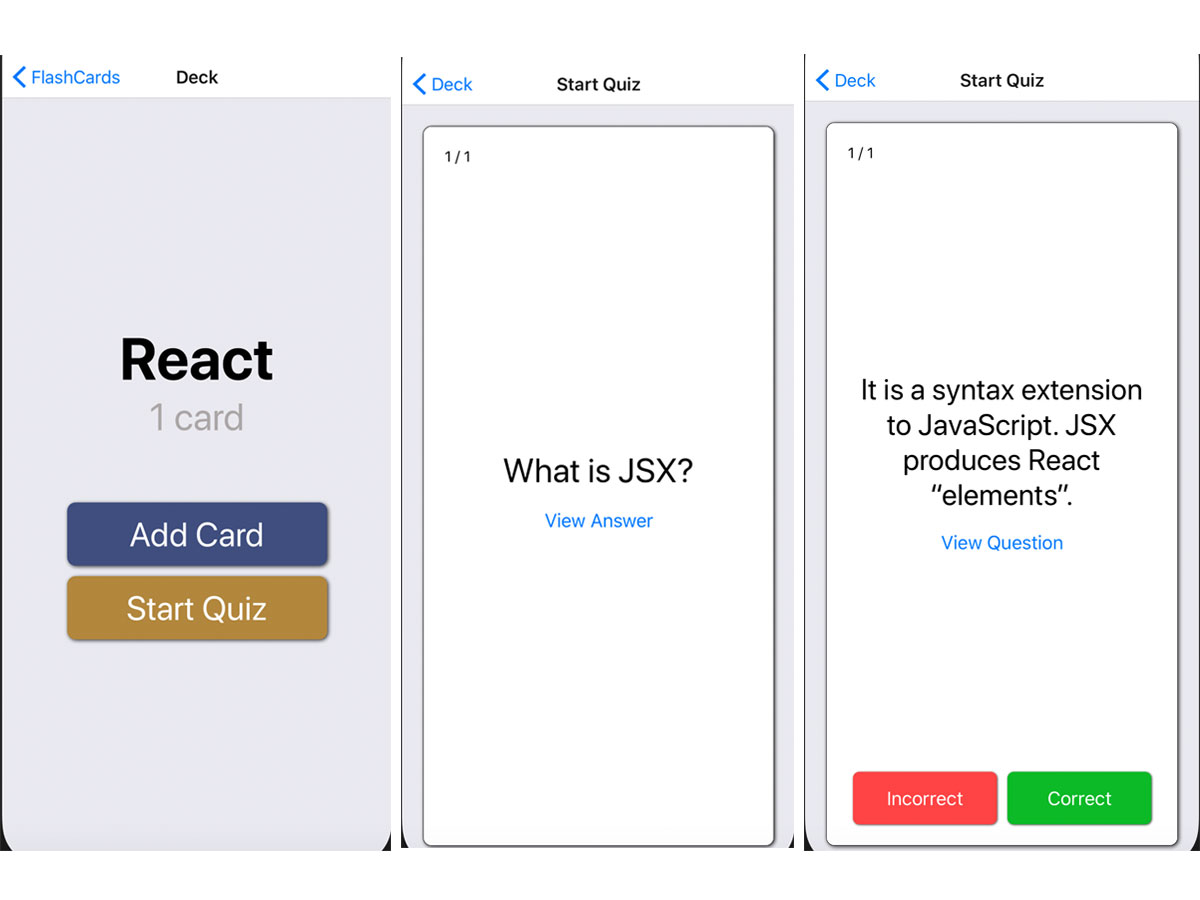 FlashCards Deck
React
1 card
Add Card
Start Quiz
Deck Start Quiz
1 / 1
What is JSX?
View Answer
Deck Start Quiz
1 / 1
It is a syntax extension
to JavaScript. JSX
produces React
“elements”.
View Question
Incorrect Correct